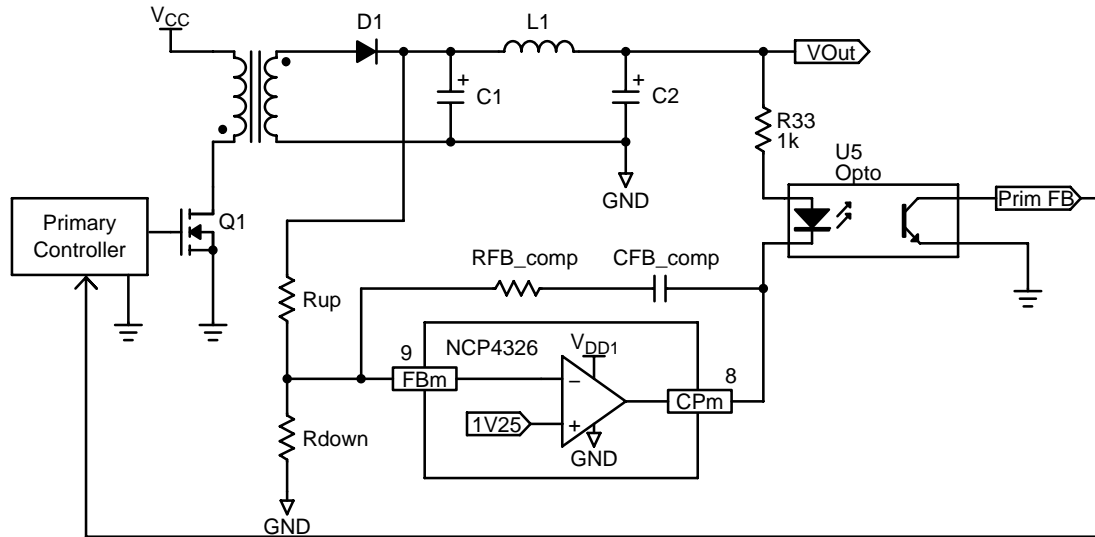 VCC
D1
L1
VOut
+
C1
+
C2
R33
1k
GND
U5
Opto
Prim FB
Primary
Controller
Q1
RFB_comp
CFB_comp
Rup
NCP4326
VDD1
9
FBm
−
8
CPm
1V25
+
GND
Rdown
GND